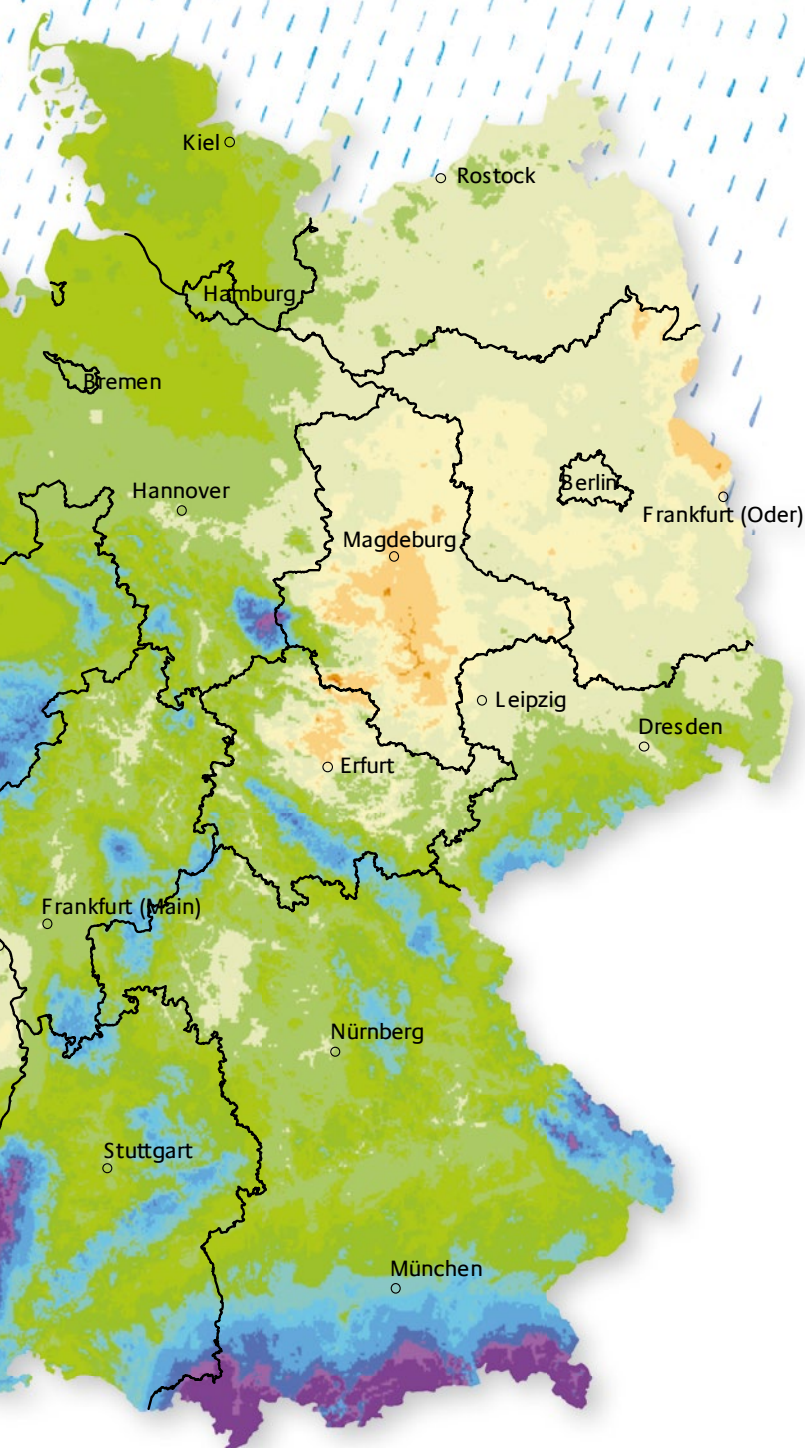 Kiel
Rostock
Hamburg
Bremen
Hannover
Berlin
Frankfurt (Oder)
Magdeburg
Leipzig
Dresden
Erfurt
Frankfurt (Main)
Nürnberg
Stuttgart
München